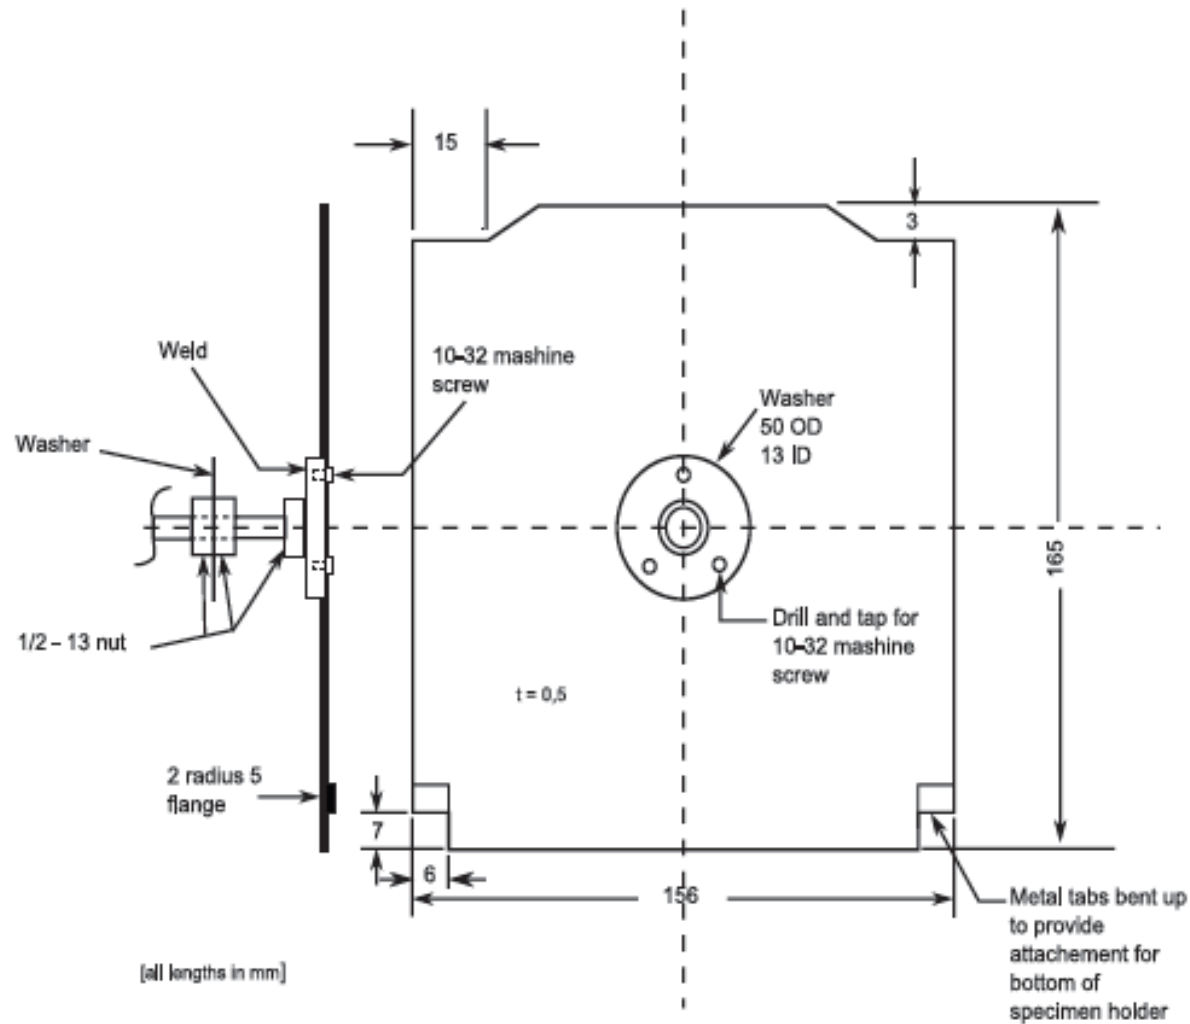 15
3
Weld
10-32 mashine
screw
Washer
50 OD
13 ID
Washer
165
1/2 – 13 nut
Drill and tap for
10-32 mashine
screw
t = 0,5
2 radius 5
flange
7
6
156
Metal tabs bent up
to provide
attachement for
bottom of
specimen holder
[all lengths in mm]